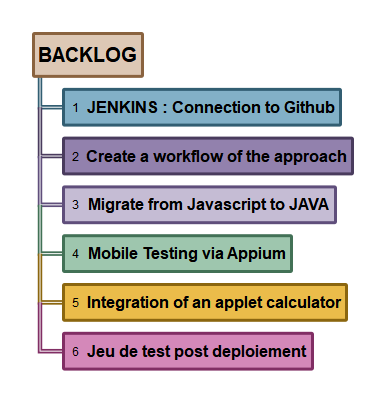 BACKLOG
1 JENKINS : Connection to Github
2 Create a workflow of the approach
3 Migrate from Javascript to JAVA
4 Mobile Testing via Appium
5 Integration of an applet calculator
6 Jeu de test post deploiement